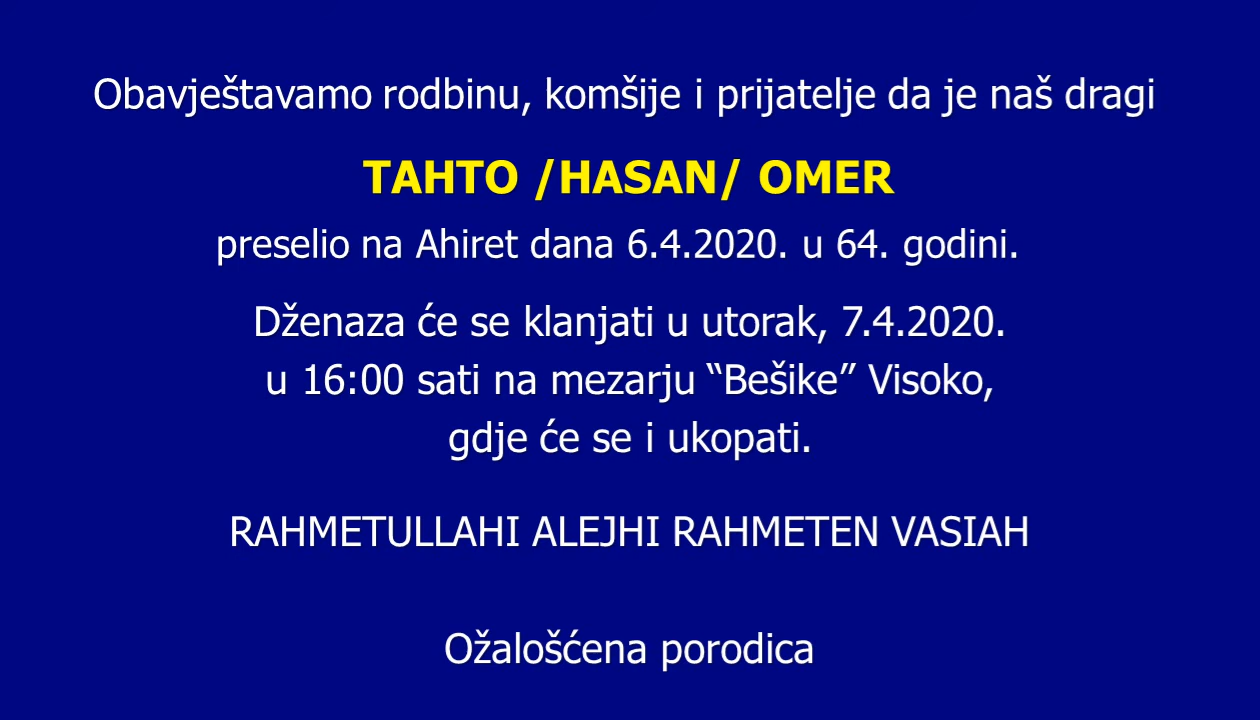 Obavještavamo rodbinu, komšije i prijatelje da je naš dragi
TAHTO /HASAN/ OMER
preselio na Ahiret dana 6.4.2020. u 64. godini.
Dženaza će se klanjati u utorak, 7.4.2020.
u 16:00 sati na mezarju “Bešike” Visoko,
gdje će se i ukopati.
RAHMETULLAHI ALEJHI RAHMETEN VASIAH
Ožalošćena porodica